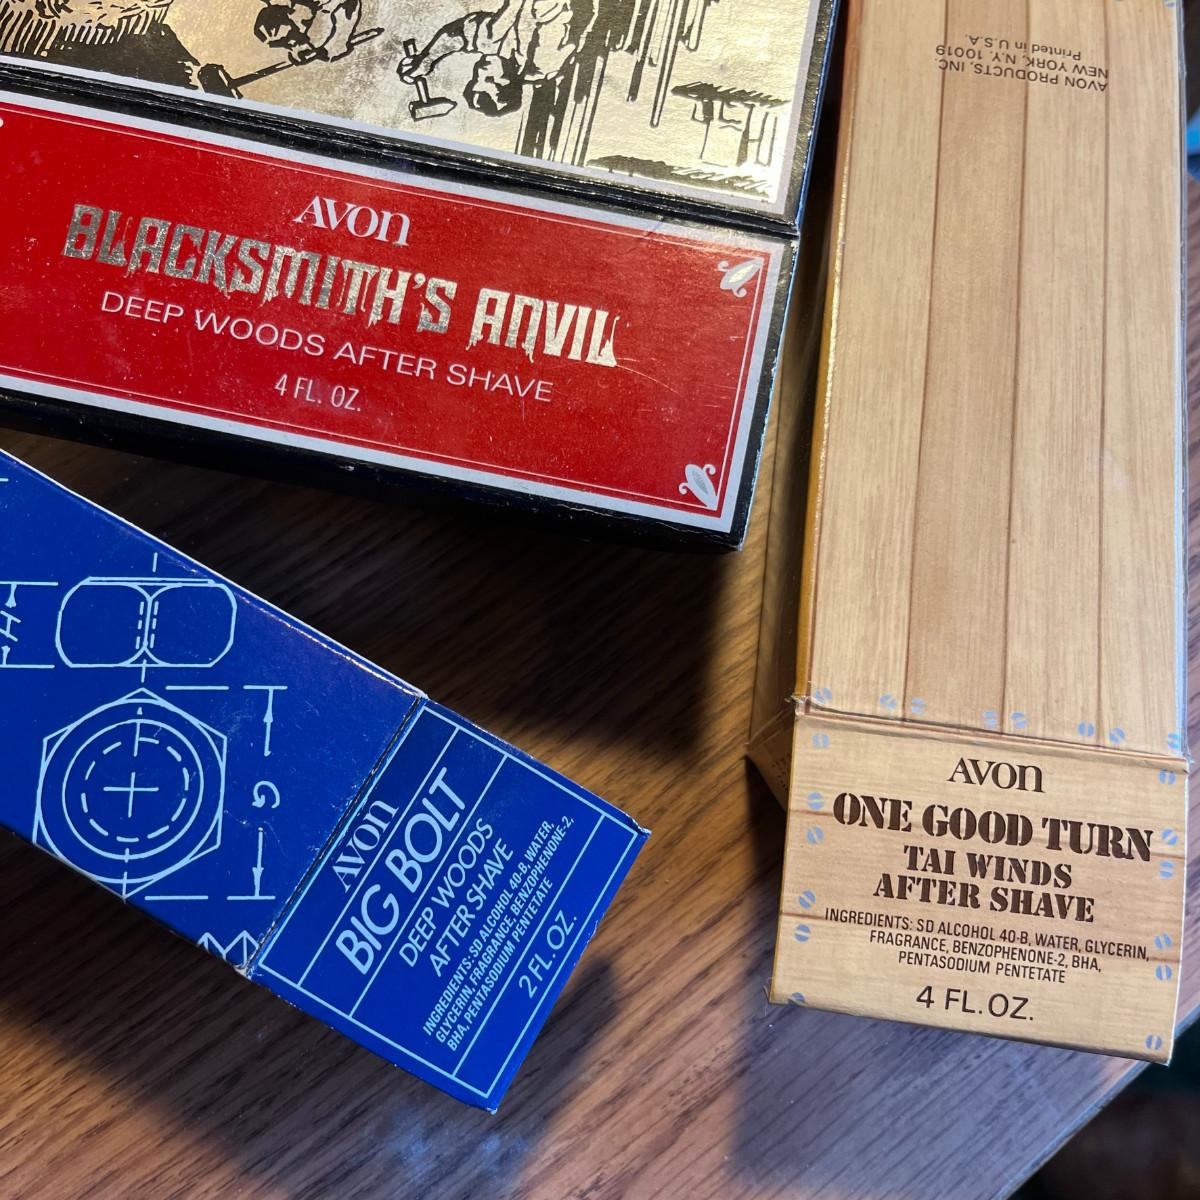 AVON
BLACKSMITH'S ANVIL
DEEP WOODS AFTER SHAVE
4 FL. OZ.
AVON PRODUCTS, INC.
NEW YORK, N.Y. 10019
Printed in U.S.A.
H
G
AVON
BIG BOLT
DEEP WOODS
AFTER SHAVE
INGREDIENTS: SD ALCOHOL 40-B, WATER,
GLYCERIN, FRAGRANCE, BENZOPHENONE-2,
BHA, PENTASODIUM PENTETATE
2 FL. OZ.
AVON
ONE GOOD TURN
TAI WINDS
AFTER SHAVE
INGREDIENTS: SD ALCOHOL 40-B, WATER, GLYCERIN,
FRAGRANCE, BENZOPHENONE-2, BHA,
PENTASODIUM PENTETATE
4 FL. OZ.